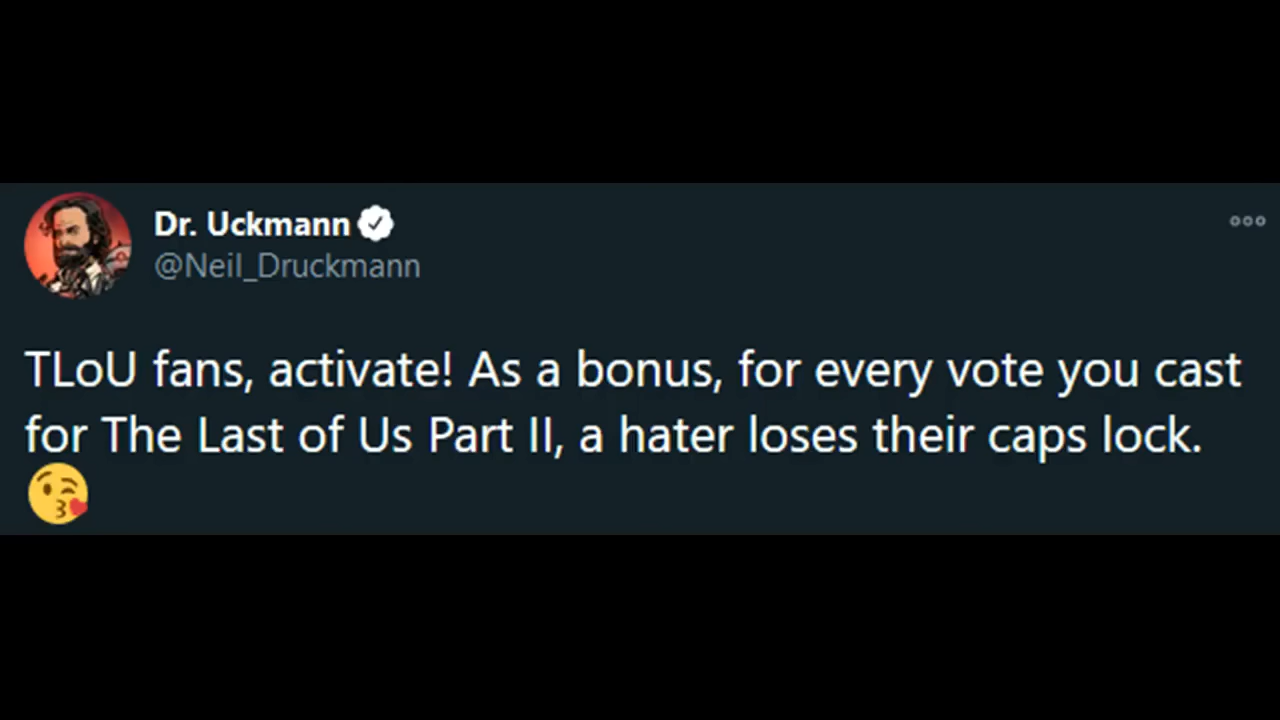 Dr. Uckmann
@Neil_Druckmann
TLoU fans, activate! As a bonus, for every vote you cast
for The Last of Us Part II, a hater loses their caps lock.
😘